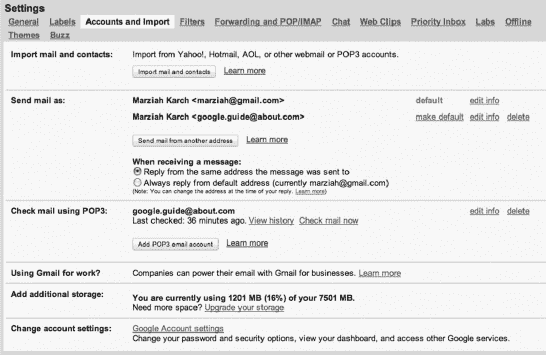 Settings
General Labels Accounts and Import Filters Forwarding and POP/IMAP Chat Web Clips Priority Inbox Labs Offline
Themes Buzz
Import mail and contacts: Import from Yahoo!, Hotmail, AOL, or other webmail or POP3 accounts.
Import mail and contacts Learn more
Send mail as: Marziah Karch <marziah@gmail.com> default edit info
Marziah Karch <google.guide@about.com> make default edit info delete
Send mail from another address Learn more
When receiving a message:
Reply from the same address the message was sent to
Always reply from default address (currently marziah@gmail.com)
(Note: You can change the address at the time of your reply. Learn more)
Check mail using POP3: google.guide@about.com edit info delete
Last checked: 36 minutes ago. View history Check mail now
Add POP3 email account Learn more
Using Gmail for work? Companies can power their email with Gmail for businesses. Learn more
Add additional storage: You are currently using 1201 MB (16%) of your 7501 MB.
Need more space? Upgrade your storage
Change account settings: Google Account settings
Change your password and security options, view your dashboard, and access other Google services.